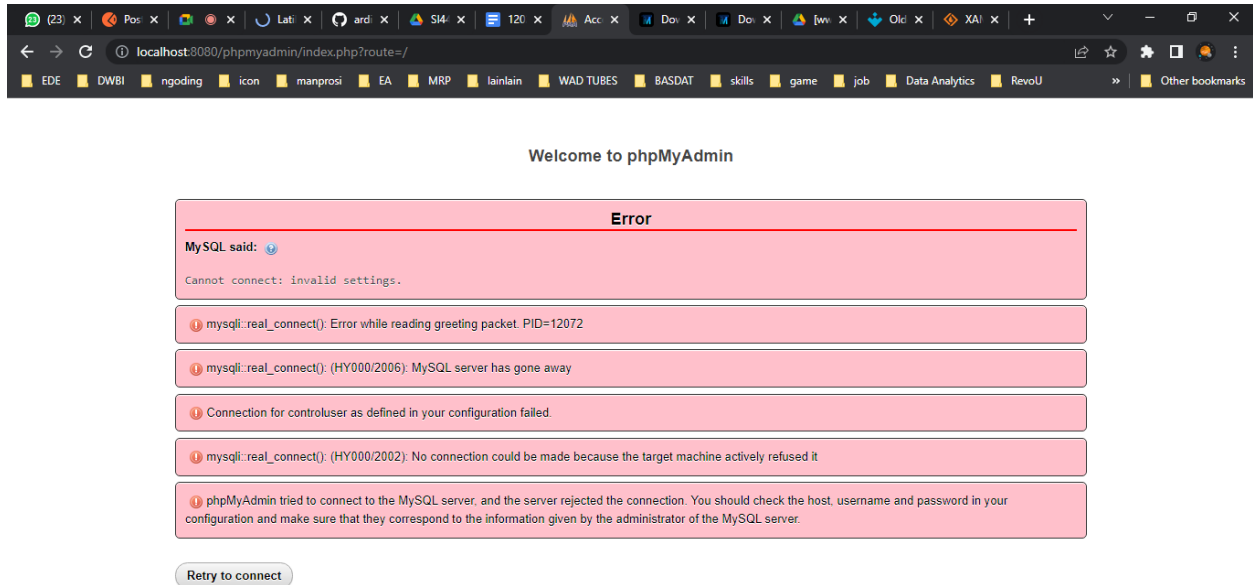 (23)
Pos
Lati
ardi
SI4
120
Acc
Dov
Dov
[ww
Old
XAI
localhost:8080/phpmyadmin/index.php?route=/
EDE DWBI ngoding icon manprosi EA MRP lainlain WAD TUBES BASDAT skills game job Data Analytics RevoU » Other bookmarks
Welcome to phpMyAdmin
Error
MySQL said:
Cannot connect: invalid settings.
mysqli::real_connect(): Error while reading greeting packet. PID=12072
mysqli::real_connect(): (HY000/2006): MySQL server has gone away
Connection for controluser as defined in your configuration failed.
mysqli::real_connect(): (HY000/2002): No connection could be made because the target machine actively refused it
phpMyAdmin tried to connect to the MySQL server, and the server rejected the connection. You should check the host, username and password in your
configuration and make sure that they correspond to the information given by the administrator of the MySQL server.
Retry to connect